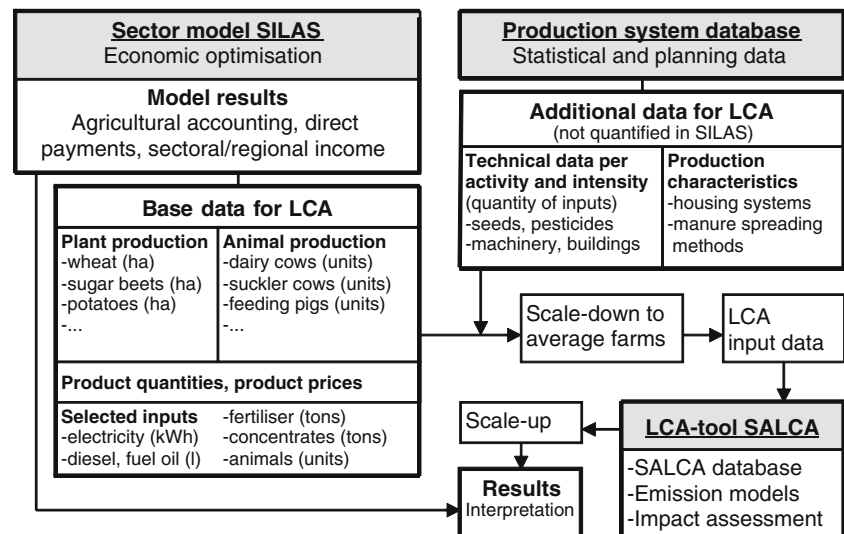 Sector model SILAS
Economic optimisation
Model results
Agricultural accounting, direct
payments, sectoral/regional income
Base data for LCA
Plant production
-wheat (ha)
-sugar beets (ha)
-potatoes (ha)
-...
Animal production
-dairy cows (units)
-suckler cows (units)
-feeding pigs (units)
-...
Product quantities, product prices
Selected inputs
-electricity (kWh)
-diesel, fuel oil (l)
-fertiliser (tons)
-concentrates (tons)
-animals (units)
Production system database
Statistical and planning data
Additional data for LCA
(not quantified in SILAS)
Technical data per
activity and intensity
(quantity of inputs)
-seeds, pesticides
-machinery, buildings
Production
characteristics
-housing systems
-manure spreading
methods
Scale-down to
average farms
LCA
input data
LCA-tool SALCA
-SALCA database
-Emission models
-Impact assessment
Scale-up
Results
Interpretation